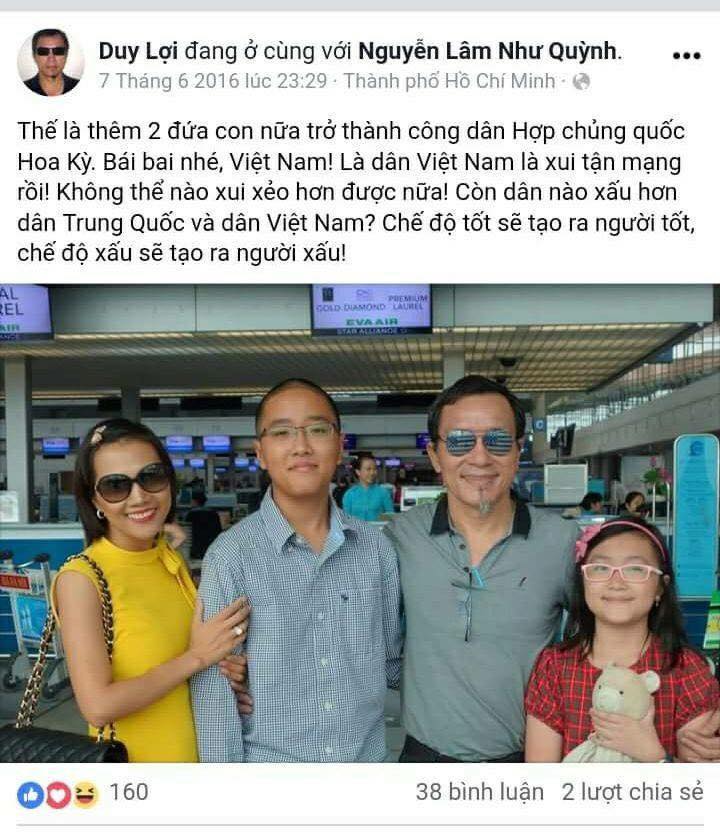 Duy Lợi đang ở cùng với Nguyễn Lâm Như Quỳnh.
7 Tháng 6 2016 lúc 23:29 · Thành phố Hồ Chí Minh ·
Thế là thêm 2 đứa con nữa trở thành công dân Hợp chủng quốc
Hoa Kỳ. Bái bai nhé, Việt Nam! Là dân Việt Nam là xui tận mạng
rồi! Không thể nào xui xẻo hơn được nữa! Còn dân nào xấu hơn
dân Trung Quốc và dân Việt Nam? Chế độ tốt sẽ tạo ra người tốt,
chế độ xấu sẽ tạo ra người xấu!
PREMIUM
GOLD DIAMOND LAUREL
EVA AIR
STAR ALLIANCE
C
160
38 bình luận 2 lượt chia sẻ